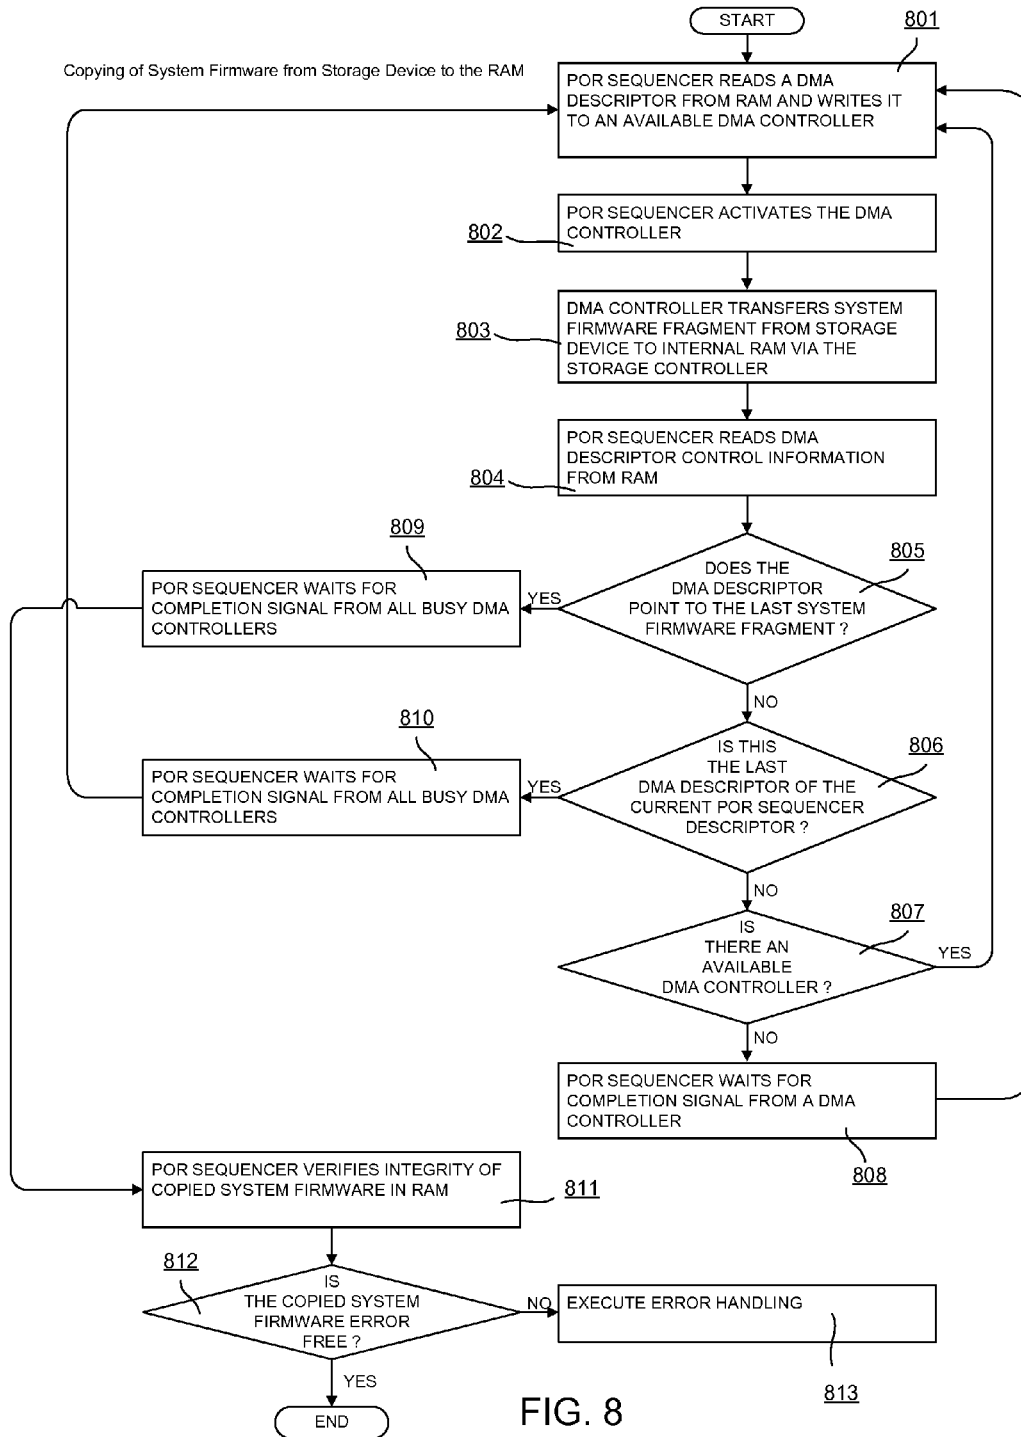 START
801
Copying of System Firmware from Storage Device to the RAM
POR SEQUENCER READS A DMA
DESCRIPTOR FROM RAM AND WRITES IT
TO AN AVAILABLE DMA CONTROLLER
POR SEQUENCER ACTIVATES THE DMA
CONTROLLER
802
DMA CONTROLLER TRANSFERS SYSTEM
FIRMWARE FRAGMENT FROM STORAGE
DEVICE TO INTERNAL RAM VIA THE
STORAGE CONTROLLER
803
POR SEQUENCER READS DMA
DESCRIPTOR CONTROL INFORMATION
FROM RAM
804
809
805
DOES THE
DMA DESCRIPTOR
POINT TO THE LAST SYSTEM
FIRMWARE FRAGMENT ?
YES
POR SEQUENCER WAITS FOR
COMPLETION SIGNAL FROM ALL BUSY DMA
CONTROLLERS
NO
810
806
IS THIS
THE LAST
DMA DESCRIPTOR OF THE
CURRENT POR SEQUENCER
DESCRIPTOR ?
YES
POR SEQUENCER WAITS FOR
COMPLETION SIGNAL FROM ALL BUSY DMA
CONTROLLERS
NO
807
IS
THERE AN
AVAILABLE
DMA CONTROLLER ?
YES
NO
POR SEQUENCER WAITS FOR
COMPLETION SIGNAL FROM A DMA
CONTROLLER
808
POR SEQUENCER VERIFIES INTEGRITY OF
COPIED SYSTEM FIRMWARE IN RAM
811
812
IS
THE COPIED SYSTEM
FIRMWARE ERROR
FREE ?
NO
EXECUTE ERROR HANDLING
813
YES
END
FIG. 8